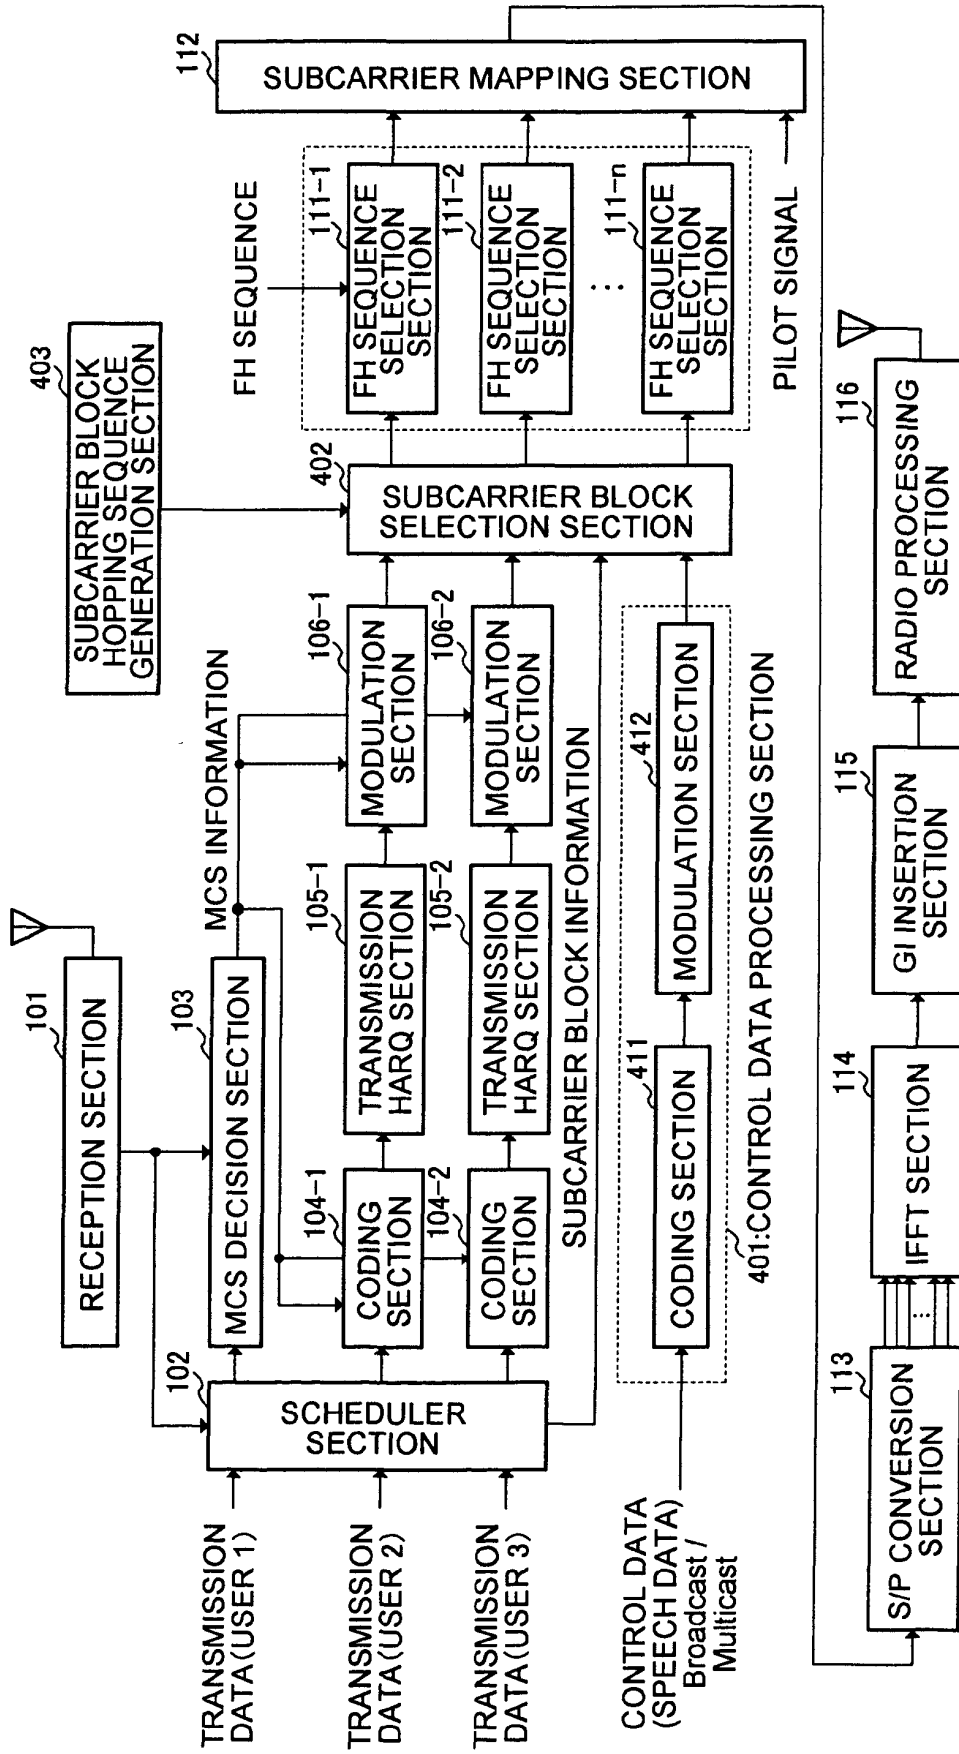 101
RECEPTION SECTION
403
SUBCARRIER BLOCK
HOPPING SEQUENCE
GENERATION SECTION
103
MCS DECISION SECTION
MCS INFORMATION
FH SEQUENCE
112
SUBCARRIER MAPPING SECTION
102
SCHEDULER
SECTION
TRANSMISSION
DATA(USER 1)
TRANSMISSION
DATA(USER 2)
TRANSMISSION
DATA(USER 3)
104-1
CODING
SECTION
104-2
CODING
SECTION
105-1
TRANSMISSION
HARQ SECTION
105-2
TRANSMISSION
HARQ SECTION
106-1
MODULATION
SECTION
106-2
MODULATION
SECTION
402
SUBCARRIER BLOCK
SELECTION SECTION
111-1
FH SEQUENCE
SELECTION
SECTION
111-2
FH SEQUENCE
SELECTION
SECTION
...
111-n
FH SEQUENCE
SELECTION
SECTION
SUBCARRIER BLOCK INFORMATION
CONTROL DATA
(SPEECH DATA)
Broadcast /
Multicast
411
CODING SECTION
412
MODULATION SECTION
401:CONTROL DATA PROCESSING SECTION
PILOT SIGNAL
113
S/P CONVERSION
SECTION
...
114
IFFT SECTION
115
GI INSERTION
SECTION
116
RADIO PROCESSING
SECTION